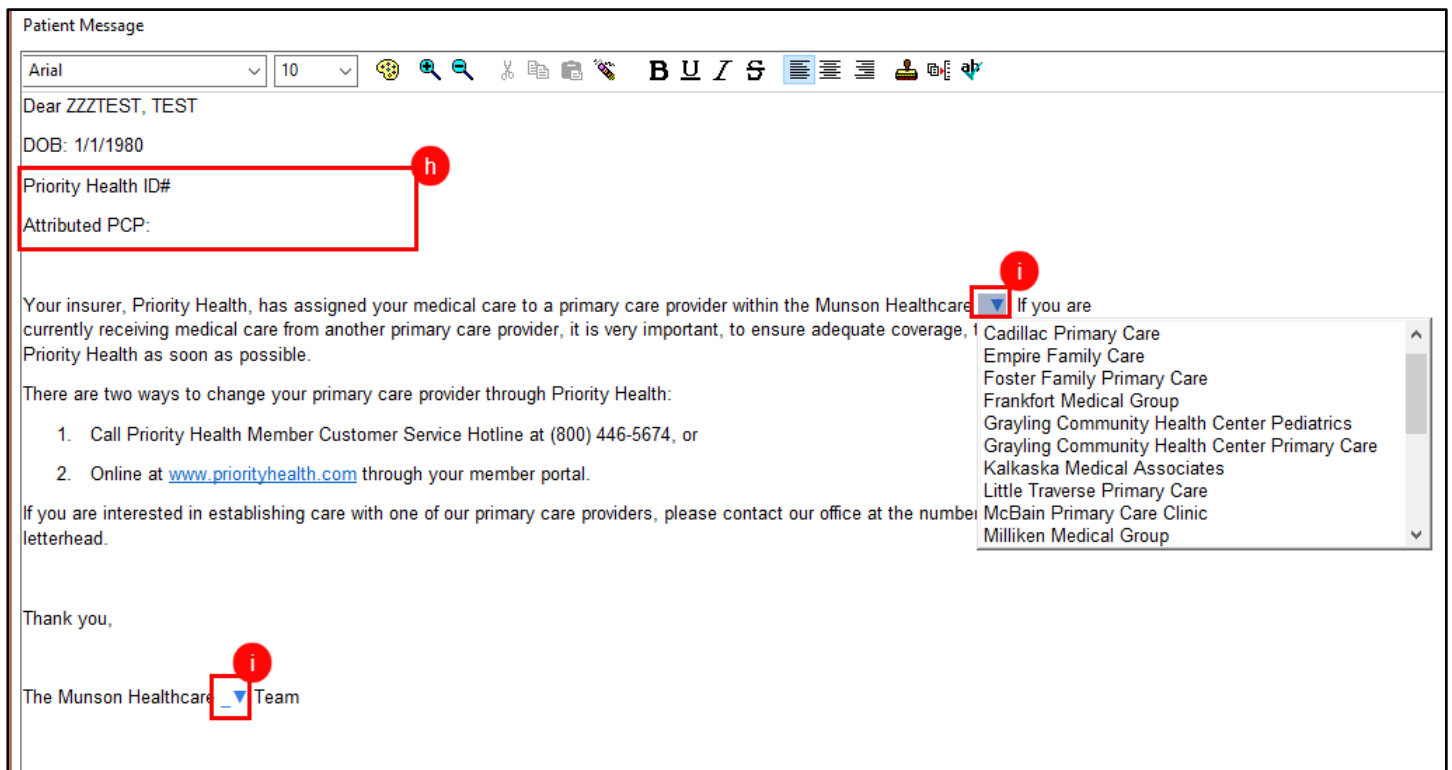 Patient Message
Arial 10 B U I S ab
Dear ZZZTEST, TEST
DOB: 1/1/1980
h
Priority Health ID#
Attributed PCP:
i
Your insurer, Priority Health, has assigned your medical care to a primary care provider within the Munson Healthcare If you are
currently receiving medical care from another primary care provider, it is very important, to ensure adequate coverage,
Priority Health as soon as possible.
Cadillac Primary Care
Empire Family Care
Foster Family Primary Care
Frankfort Medical Group
Grayling Community Health Center Pediatrics
Grayling Community Health Center Primary Care
Kalkaska Medical Associates
Little Traverse Primary Care
McBain Primary Care Clinic
Milliken Medical Group
There are two ways to change your primary care provider through Priority Health:
1. Call Priority Health Member Customer Service Hotline at (800) 446-5674, or
2. Online at www.priorityhealth.com through your member portal.
If you are interested in establishing care with one of our primary care providers, please contact our office at the number
letterhead.
Thank you,
i
The Munson Healthcare _ Team